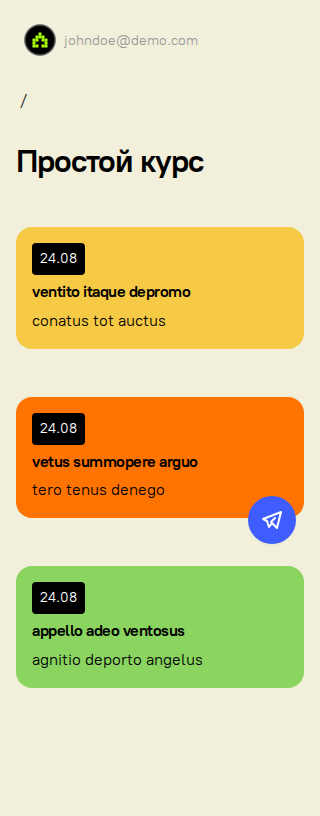 johndoe@demo.com
/
Простой курс
24.08
ventito itaque depromo
conatus tot auctus
24.08
vetus summopere arguo
tero tenus denego
24.08
appello adeo ventosus
agnitio deporto angelus